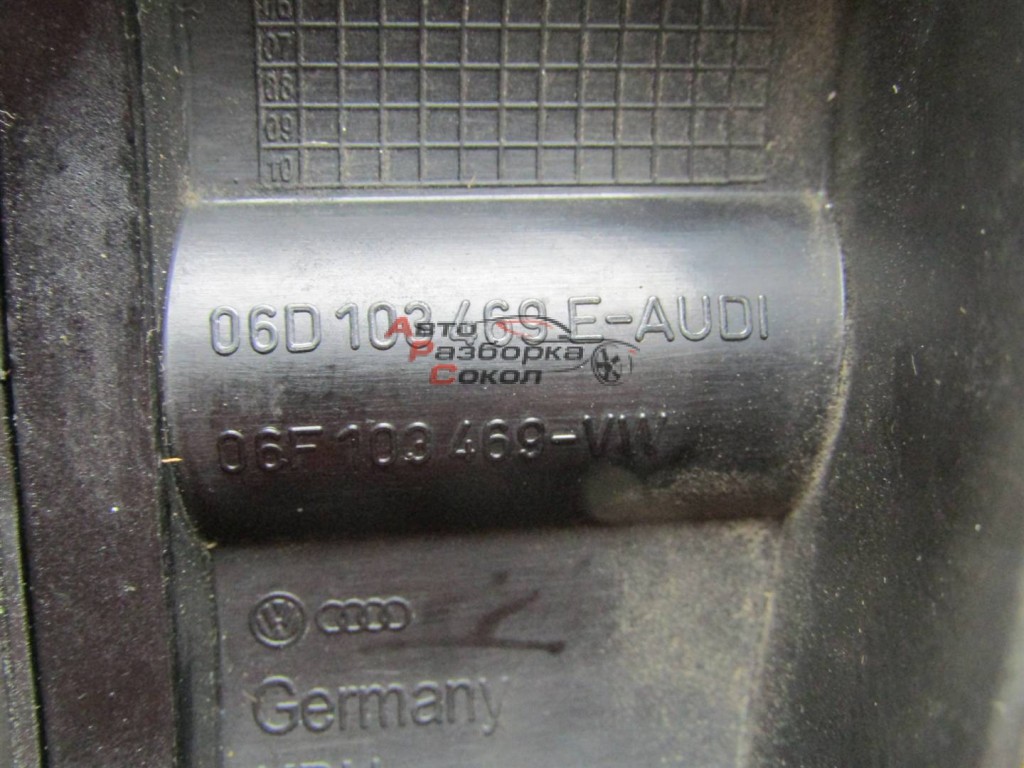 07
08
09
10
06D 103 469 E-AUDI
Авто
Разборка
Сокол
06F 103 469-VW
Germany